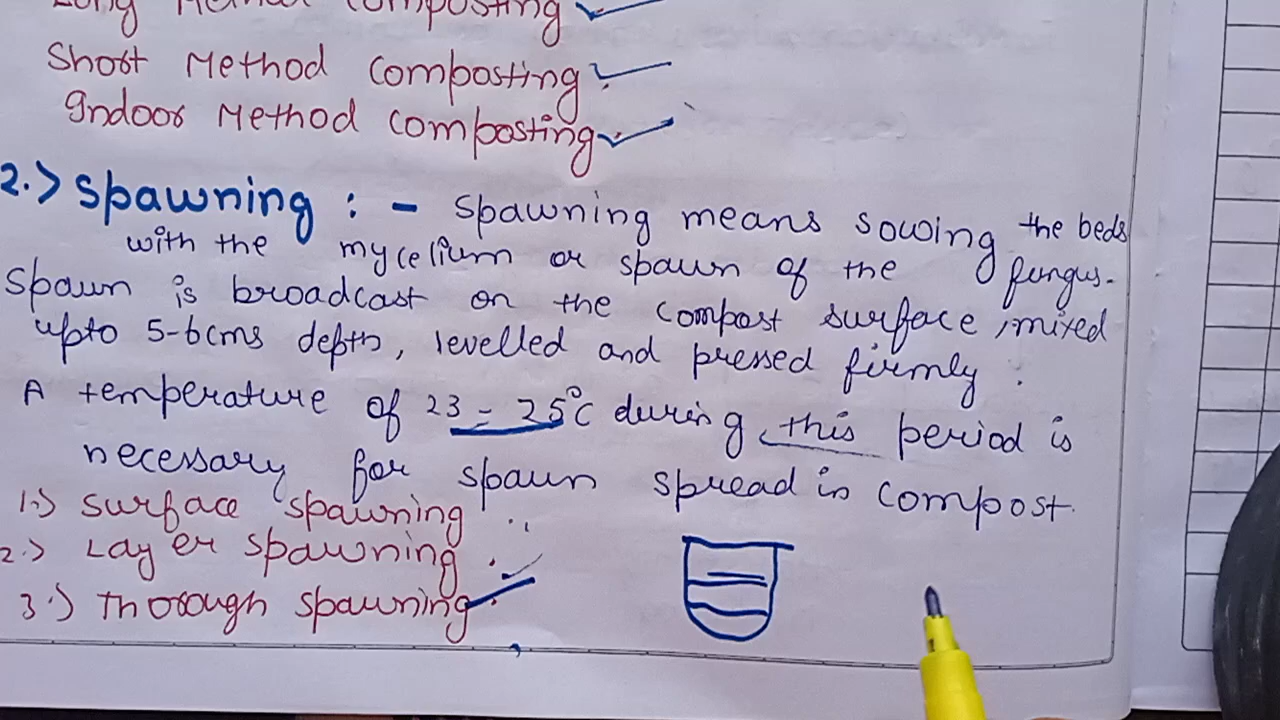 Long Method Composting
Short Method Composting
Indoor Method Composting
2.> Spawning : - Spawning means sowing the beds
with the mycelium or spawn of the fungus.
Spawn is broadcast on the compost surface, mixed
upto 5-6cms depth, levelled and pressed firmly.
A temperature of 23 - 25°C during this period is
necessary for spawn spread in compost.
1.) Surface spawning
2.) Layer spawning
3.) Thorough spawning